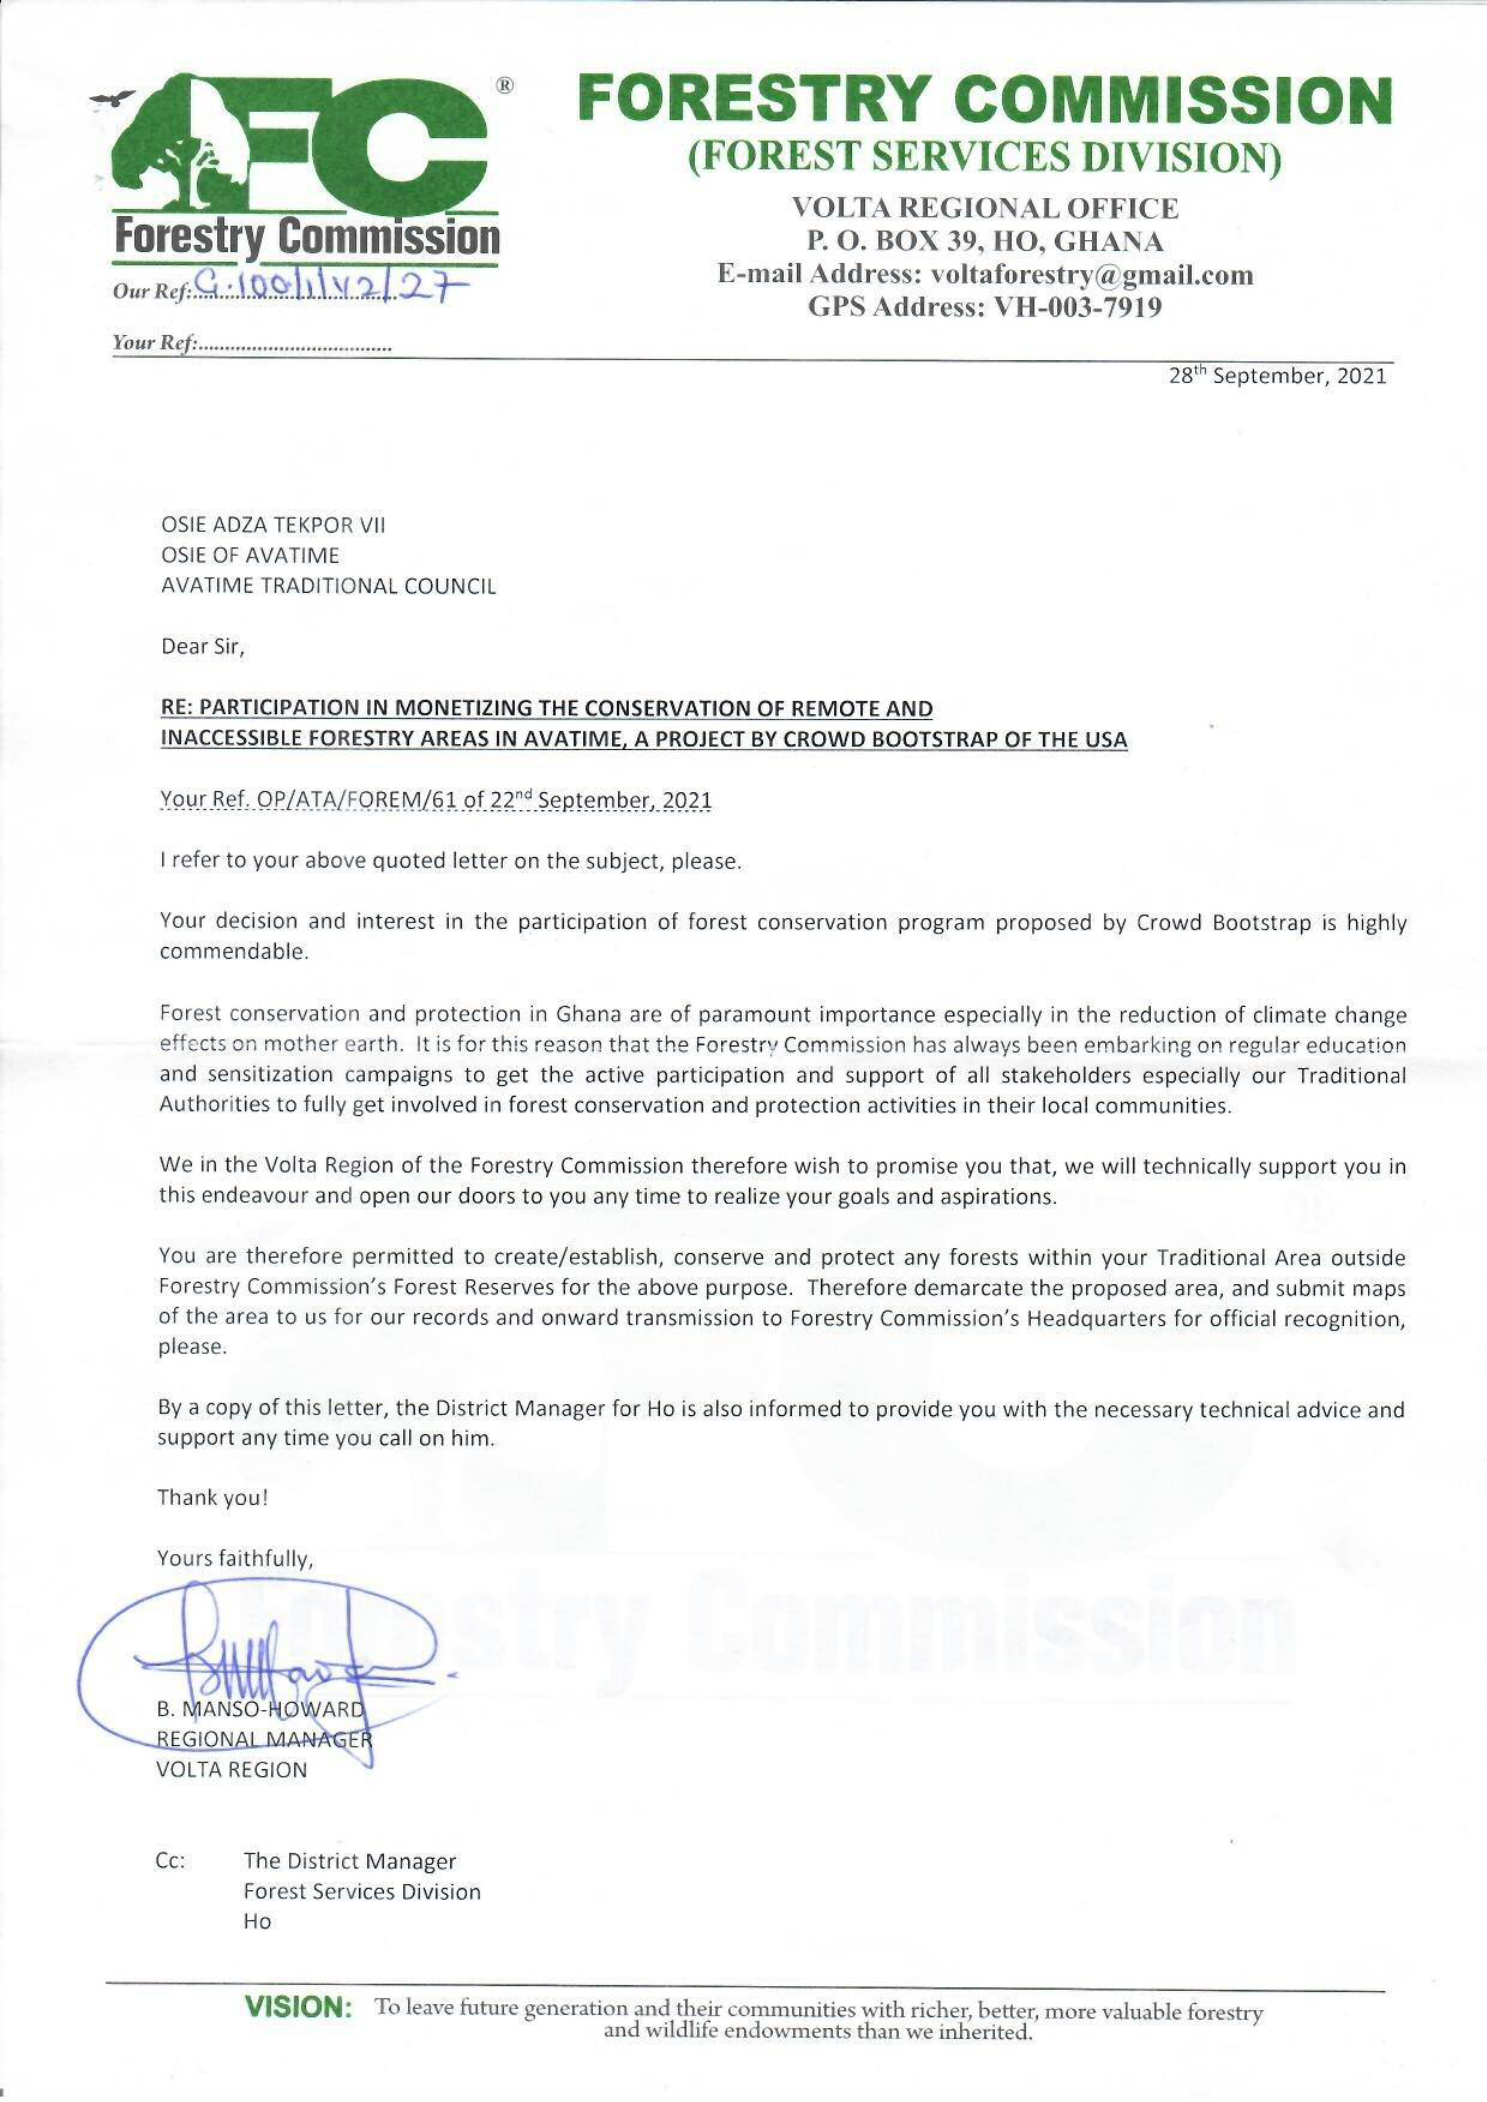 FC ®
Forestry Commission
Our Ref:
Your Ref:...................................
FORESTRY COMMISSION
(FOREST SERVICES DIVISION)
VOLTA REGIONAL OFFICE
P. O. BOX 39, HO, GHANA
E-mail Address: voltaforestry@gmail.com
GPS Address: VH-003-7919
28th September, 2021
OSIE ADZA TEKPOR VII
OSIE OF AVATIME
AVATIME TRADITIONAL COUNCIL
Dear Sir,
RE: PARTICIPATION IN MONETIZING THE CONSERVATION OF REMOTE AND
INACCESSIBLE FORESTRY AREAS IN AVATIME, A PROJECT BY CROWD BOOTSTRAP OF THE USA
Your Ref. OP/ATA/FOREM/61 of 22nd September, 2021
I refer to your above quoted letter on the subject, please.
Your decision and interest in the participation of forest conservation program proposed by Crowd Bootstrap is highly
commendable.
Forest conservation and protection in Ghana are of paramount importance especially in the reduction of climate change
effects on mother earth. It is for this reason that the Forestry Commission has always been embarking on regular education
and sensitization campaigns to get the active participation and support of all stakeholders especially our Traditional
Authorities to fully get involved in forest conservation and protection activities in their local communities.
We in the Volta Region of the Forestry Commission therefore wish to promise you that, we will technically support you in
this endeavour and open our doors to you any time to realize your goals and aspirations.
You are therefore permitted to create/establish, conserve and protect any forests within your Traditional Area outside
Forestry Commission's Forest Reserves for the above purpose. Therefore demarcate the proposed area, and submit maps
of the area to us for our records and onward transmission to Forestry Commission's Headquarters for official recognition,
please.
By a copy of this letter, the District Manager for Ho is also informed to provide you with the necessary technical advice and
support any time you call on him.
Thank you!
Yours faithfully,
B. MANSO-HOWARD
REGIONAL MANAGER
VOLTA REGION
Cc: The District Manager
Forest Services Division
Ho
VISION: To leave future generation and their communities with richer, better, more valuable forestry
and wildlife endowments than we inherited.